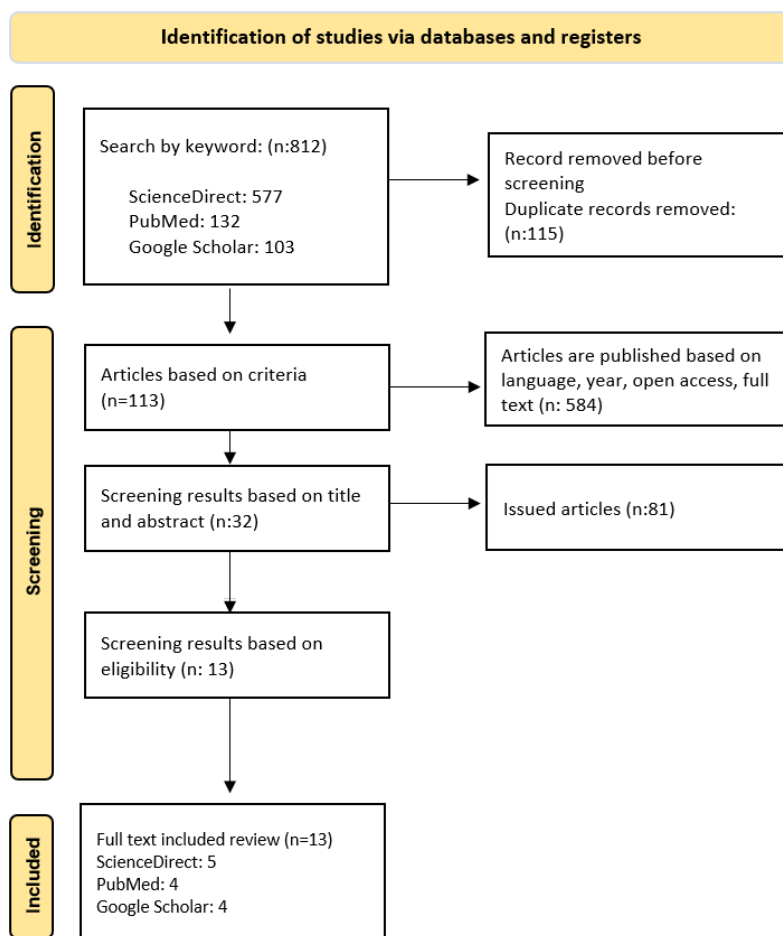 Identification of studies via databases and registers
Identification
Search by keyword: (n:812)
ScienceDirect: 577
PubMed: 132
Google Scholar: 103
Record removed before
screening
Duplicate records removed:
(n:115)
Screening
Articles based on criteria
(n=113)
Articles are published based on
language, year, open access, full
text (n: 584)
Screening results based on title
and abstract (n:32)
Issued articles (n:81)
Screening results based on
eligibility (n: 13)
Included
Full text included review (n=13)
ScienceDirect: 5
PubMed: 4
Google Scholar: 4